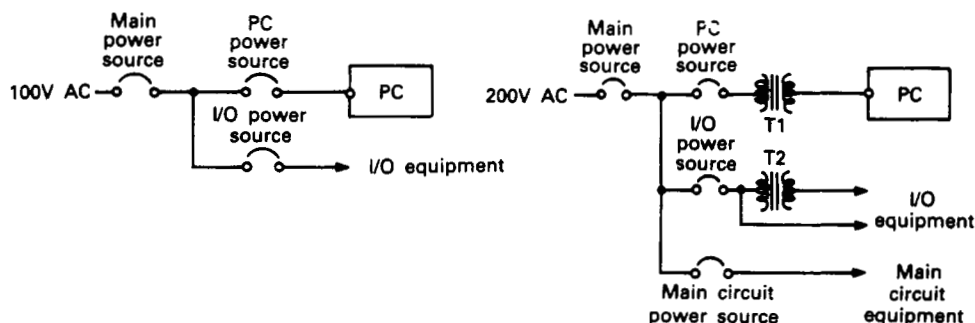 Main
power
source
PC
power
source
100V AC
PC
I/O power
source
I/O equipment
Main
power
source
PC
power
source
200V AC
T1
PC
I/O
power
source
T2
I/O
equipment
Main circuit
power source
Main
circuit
equipment